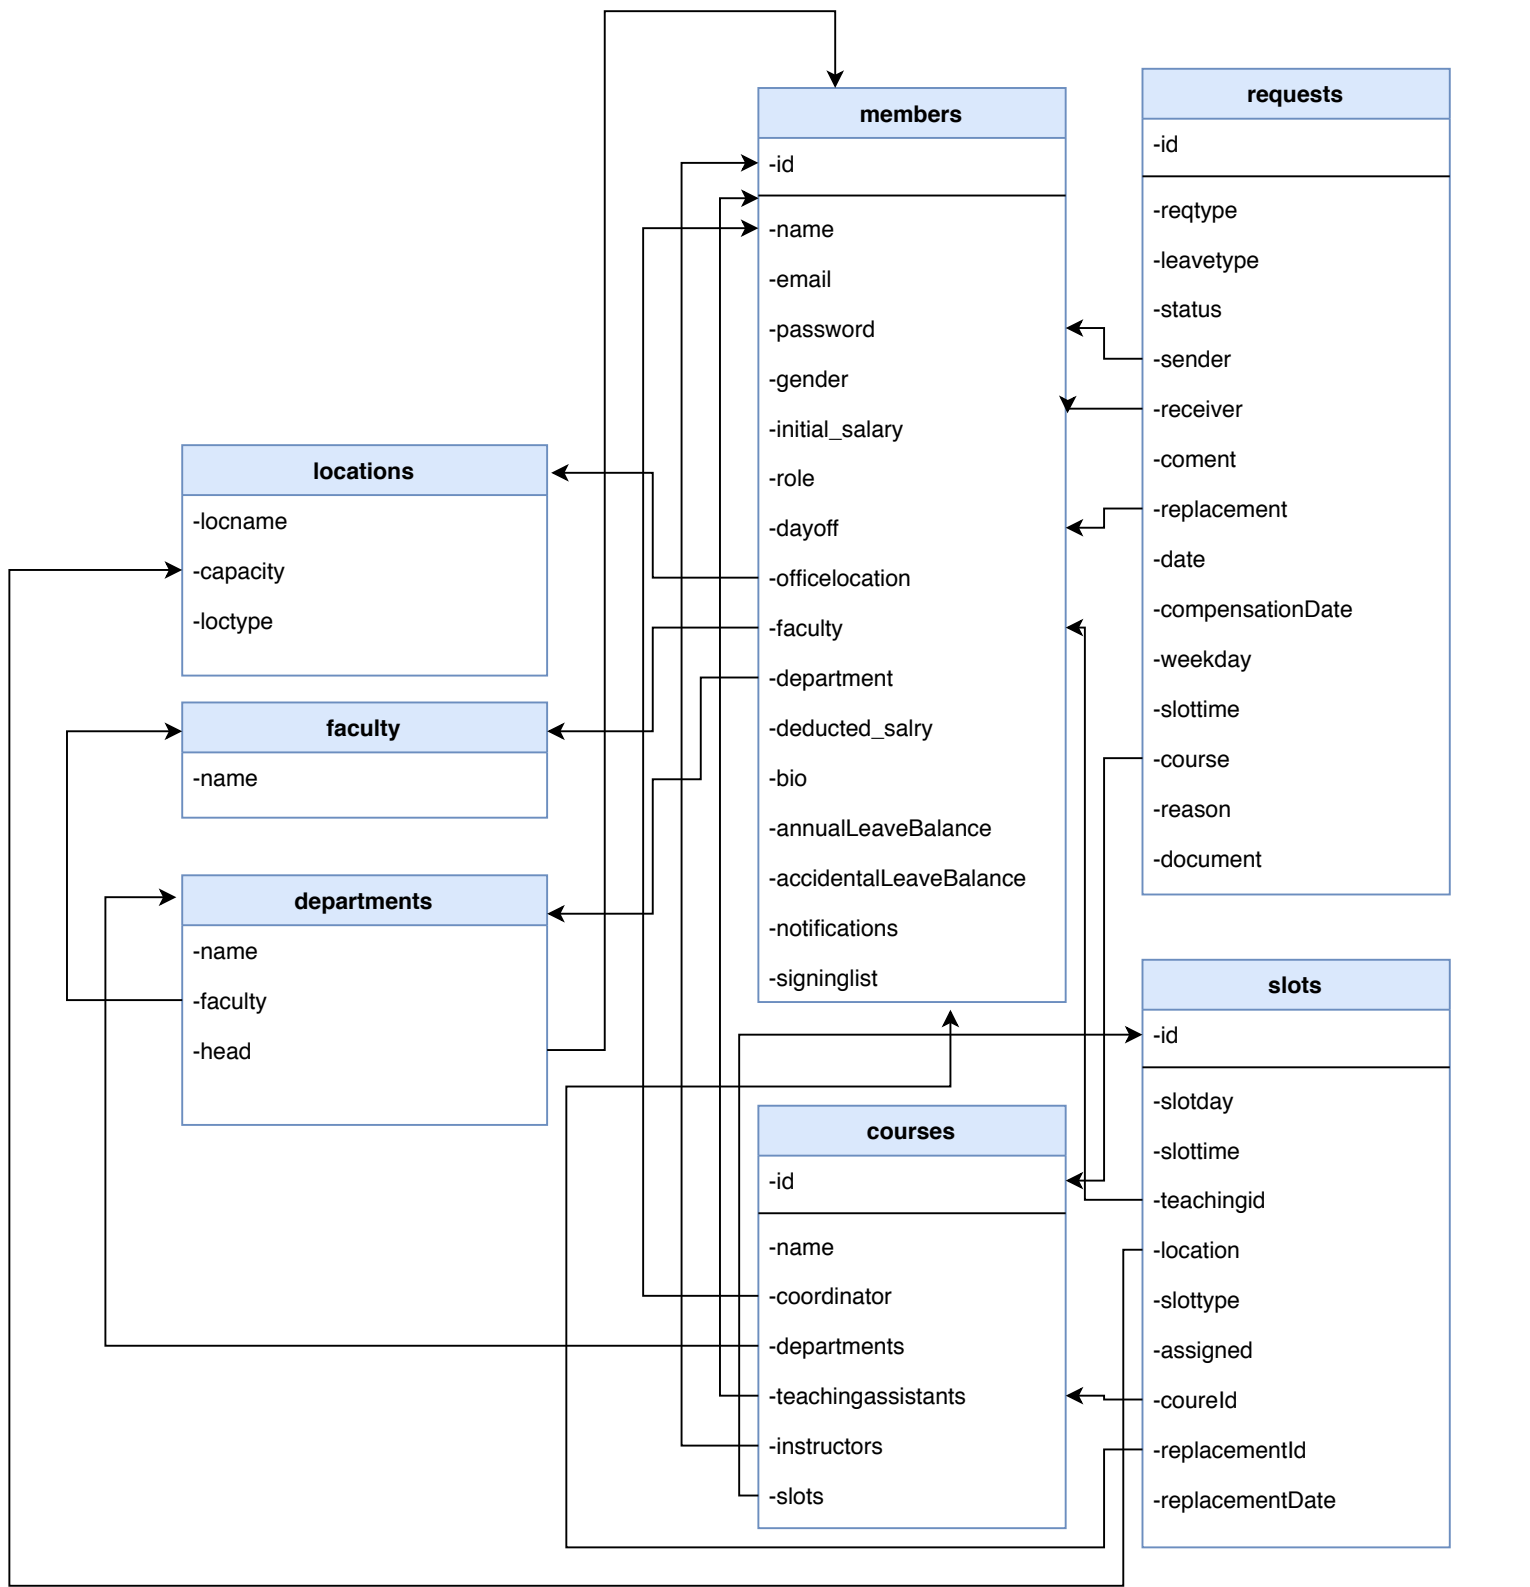 members
-id
-name
-email
-password
-gender
-initial_salary
-role
-dayoff
-officelocation
-faculty
-department
-deducted_salry
-bio
-annualLeaveBalance
-accidentalLeaveBalance
-notifications
-signinglist
requests
-id
-reqtype
-leavetype
-status
-sender
-receiver
-coment
-replacement
-date
-compensationDate
-weekday
-slottime
-course
-reason
-document
locations
-locname
-capacity
-loctype
faculty
-name
departments
-name
-faculty
-head
courses
-id
-name
-coordinator
-departments
-teachingassistants
-instructors
-slots
slots
-id
-slotday
-slottime
-teachingid
-location
-slottype
-assigned
-coureId
-replacementId
-replacementDate